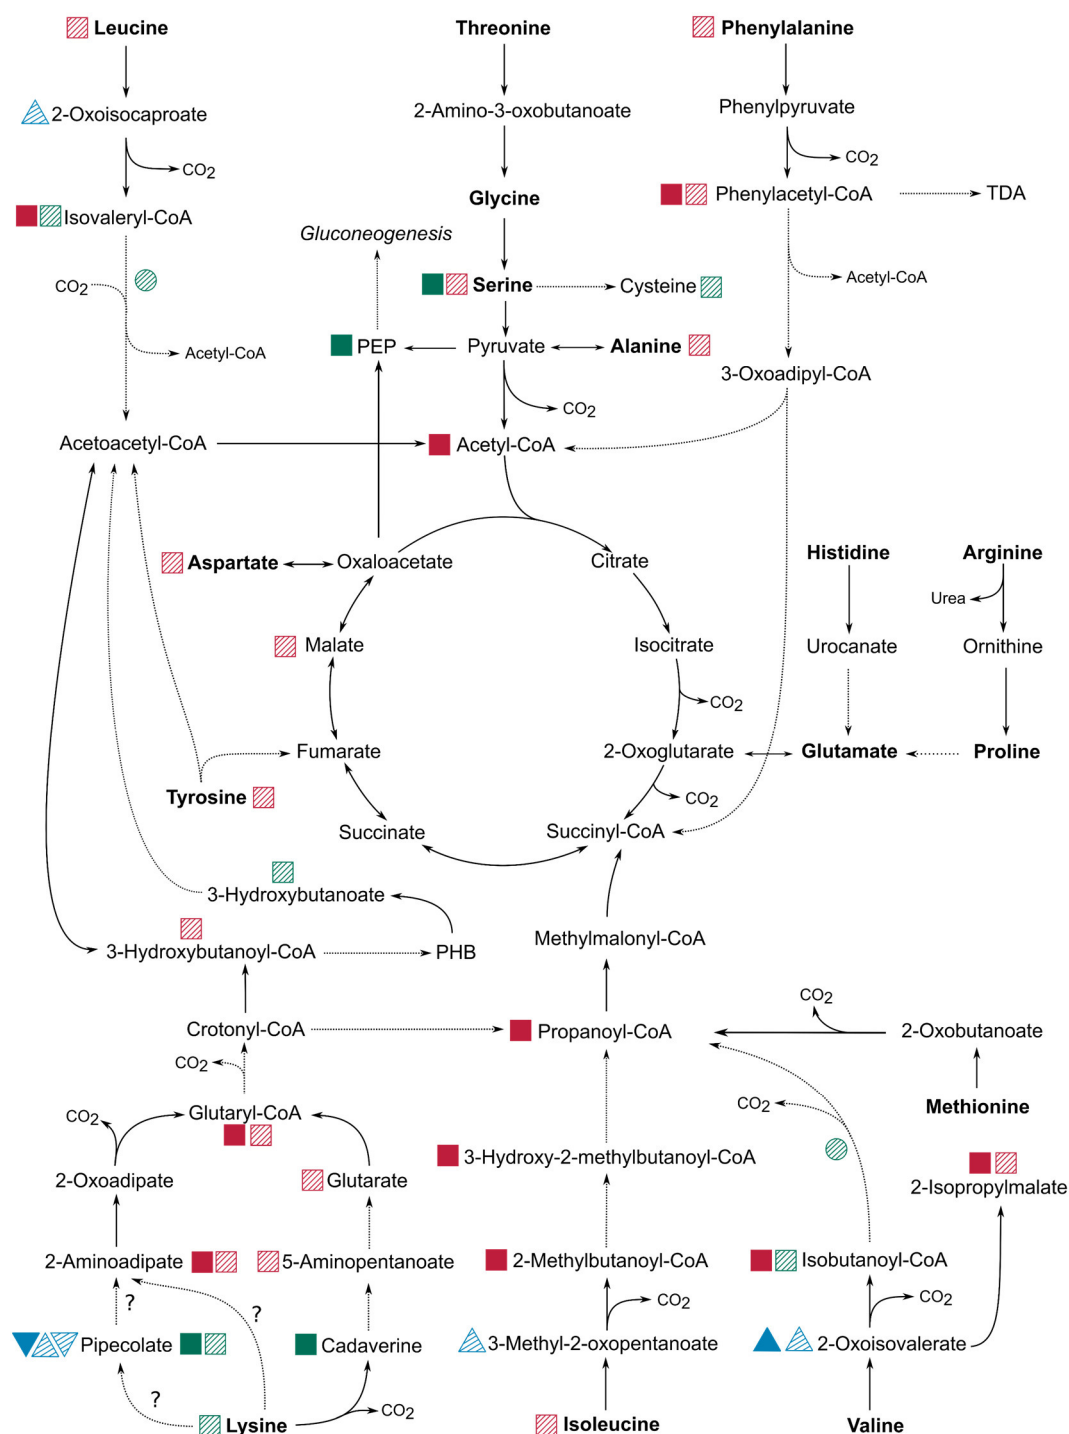 Leucine
Threonine
Phenylalanine
2-Oxoisocaproate
2-Amino-3-oxobutanoate
Phenylpyruvate
CO2
CO2
Isovaleryl-CoA
Glycine
Phenylacetyl-CoA
TDA
Gluconeogenesis
CO2
Serine
Cysteine
Acetyl-CoA
Acetyl-CoA
PEP
Pyruvate
Alanine
3-Oxoadipyl-CoA
CO2
Acetoacetyl-CoA
Acetyl-CoA
Aspartate
Oxaloacetate
Citrate
Histidine
Arginine
Urea
Malate
Isocitrate
Urocanate
Ornithine
CO2
Fumarate
2-Oxoglutarate
Glutamate
Proline
Tyrosine
CO2
Succinate
Succinyl-CoA
3-Hydroxybutanoate
3-Hydroxybutanoyl-CoA
PHB
Methylmalonyl-CoA
CO2
Crotonyl-CoA
Propanoyl-CoA
2-Oxobutanoate
CO2
CO2
Methionine
CO2
Glutaryl-CoA
2-Oxoadipate
Glutarate
3-Hydroxy-2-methylbutanoyl-CoA
2-Isopropylmalate
2-Aminoadipate
5-Aminopentanoate
2-Methylbutanoyl-CoA
Isobutanoyl-CoA
?
?
CO2
CO2
Pipecolate
Cadaverine
3-Methyl-2-oxopentanoate
2-Oxoisovalerate
?
CO2
Lysine
Isoleucine
Valine